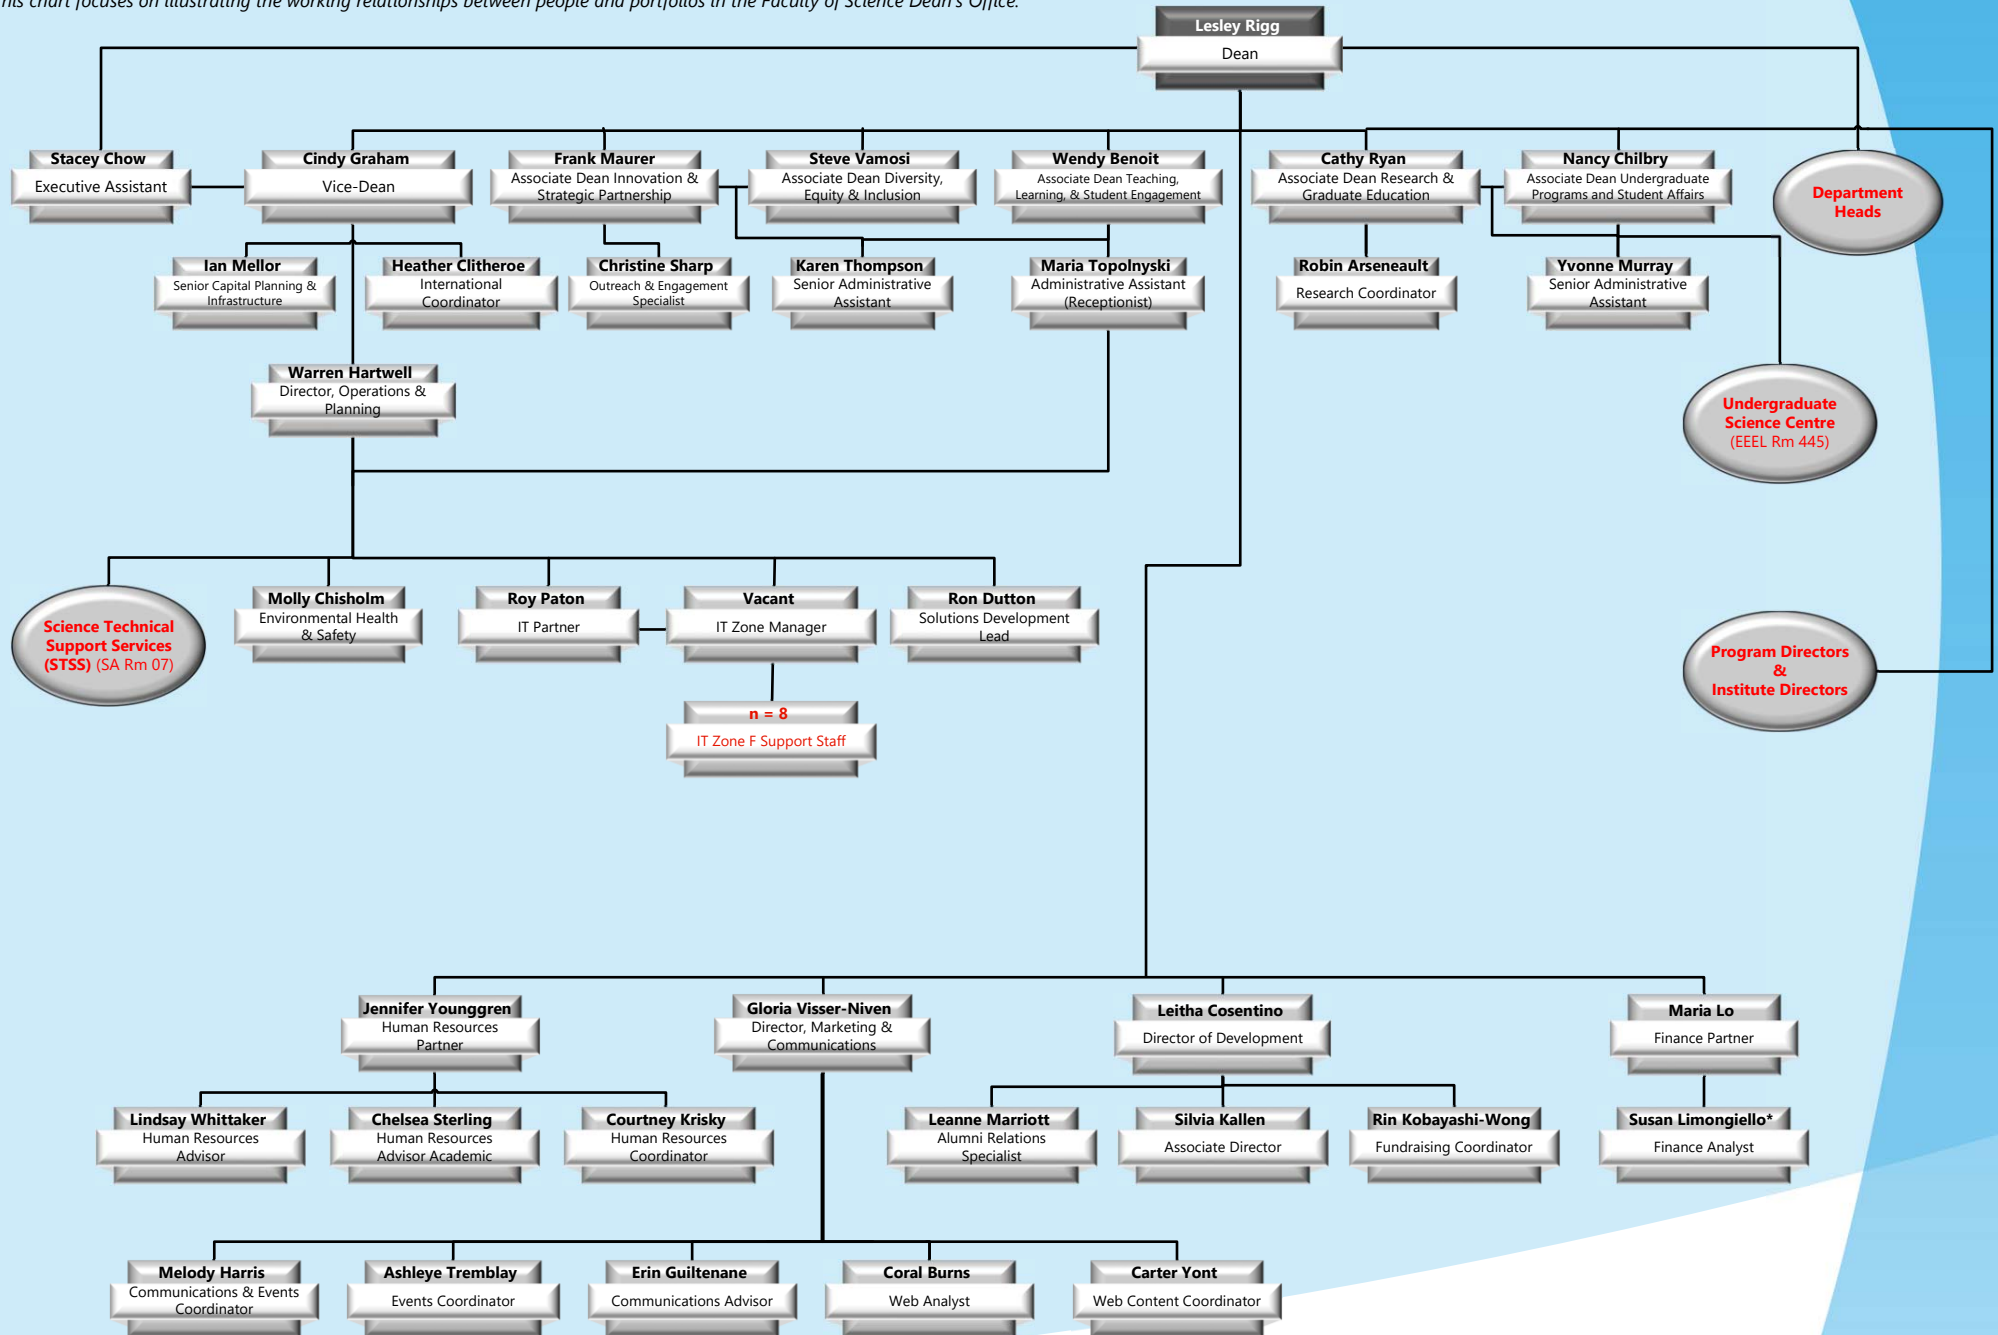 his chart focuses on illustrating the working relationships between people and portfolios in the Faculty of Science Dean's Office.
Lesley Rigg
Dean
Stacey Chow
Executive Assistant
Cindy Graham
Vice-Dean
Frank Maurer
Associate Dean Innovation &
Strategic Partnership
Steve Vamosi
Associate Dean Diversity,
Equity & Inclusion
Wendy Benoit
Associate Dean Teaching,
Learning, & Student Engagement
Cathy Ryan
Associate Dean Research &
Graduate Education
Nancy Chilbry
Associate Dean Undergraduate
Programs and Student Affairs
Department
Heads
Ian Mellor
Senior Capital Planning &
Infrastructure
Heather Clitheroe
International
Coordinator
Christine Sharp
Outreach & Engagement
Specialist
Karen Thompson
Senior Administrative
Assistant
Maria Topolnyski
Administrative Assistant
(Receptionist)
Robin Arseneault
Research Coordinator
Yvonne Murray
Senior Administrative
Assistant
Warren Hartwell
Director, Operations &
Planning
Undergraduate
Science Centre
(EEEL Rm 445)
Science Technical
Support Services
(STSS) (SA Rm 07)
Molly Chisholm
Environmental Health
& Safety
Roy Paton
IT Partner
Vacant
IT Zone Manager
Ron Dutton
Solutions Development
Lead
Program Directors
&
Institute Directors
n = 8
IT Zone F Support Staff
Jennifer Younggren
Human Resources
Partner
Gloria Visser-Niven
Director, Marketing &
Communications
Leitha Cosentino
Director of Development
Maria Lo
Finance Partner
Lindsay Whittaker
Human Resources
Advisor
Chelsea Sterling
Human Resources
Advisor Academic
Courtney Krisky
Human Resources
Coordinator
Leanne Marriott
Alumni Relations
Specialist
Silvia Kallen
Associate Director
Rin Kobayashi-Wong
Fundraising Coordinator
Susan Limongiello*
Finance Analyst
Melody Harris
Communications & Events
Coordinator
Ashleye Tremblay
Events Coordinator
Erin Guiltenane
Communications Advisor
Coral Burns
Web Analyst
Carter Yont
Web Content Coordinator